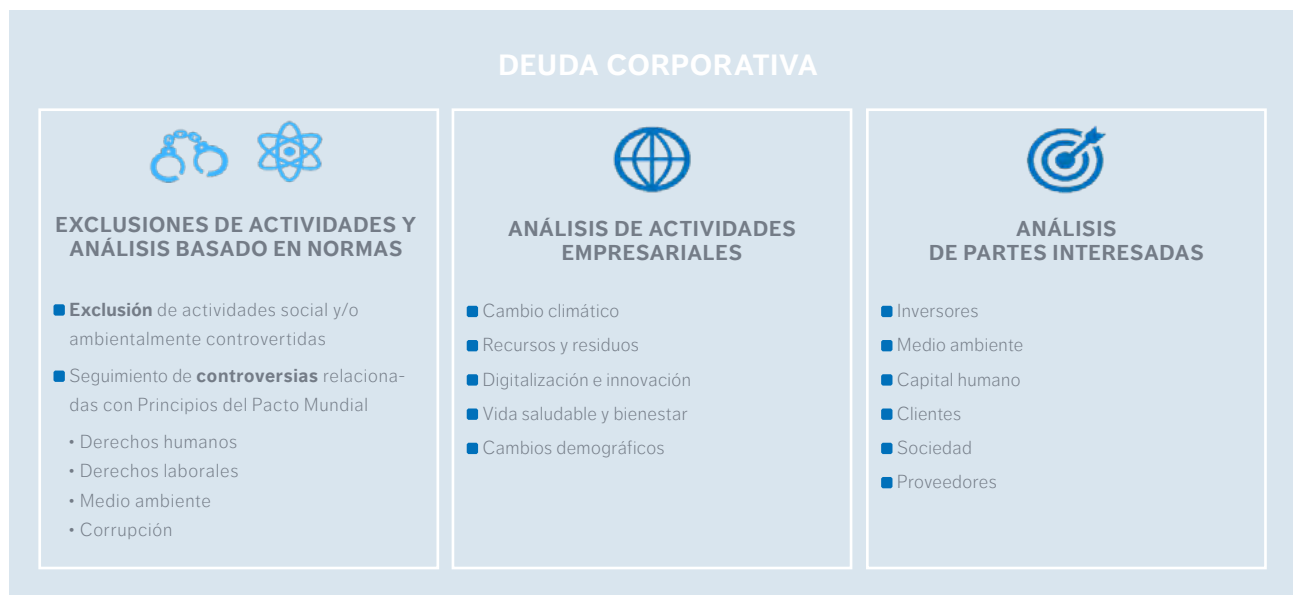 DEUDA CORPORATIVA
EXCLUSIONES DE ACTIVIDADES Y
ANÁLISIS BASADO EN NORMAS
Exclusión de actividades social y/o
ambientalmente controvertidas
Seguimiento de controversias relaciona-
das con Principios del Pacto Mundial
• Derechos humanos
• Derechos laborales
• Medio ambiente
• Corrupción
ANÁLISIS DE ACTIVIDADES
EMPRESARIALES
Cambio climático
Recursos y residuos
Digitalización e innovación
Vida saludable y bienestar
Cambios demográficos
ANÁLISIS
DE PARTES INTERESADAS
Inversores
Medio ambiente
Capital humano
Clientes
Sociedad
Proveedores